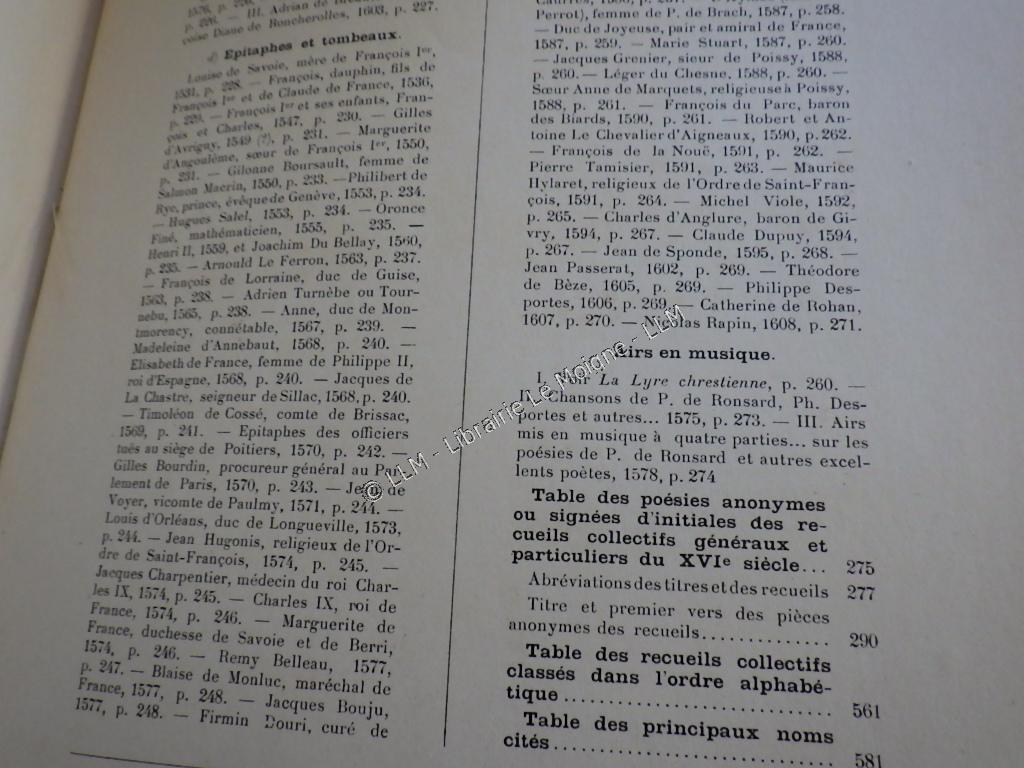 1576, p. 226.
p. 226. — III. Adrian de
çoise Diane de Roncherolles, 1603, p. 227.
Epitaphes et tombeaux.
Louise de Savoie, mère de François Ier,
1531, p. 228. — François, dauphin, fils de
François Ier et de Claude de France, 1536,
p. 229. — François Ier et ses enfants, Fran-
çois et Charles, 1547, p. 230. — Gilles
d'Avrigny, 1549 (?), p. 231. — Marguerite
d'Angoulême, sœur de François Ier, 1550,
p. 231. — Gilonne Boursault, femme de
Salmon Macrin, 1550, p. 233. — Philibert de
Rye, prince, évêque de Genève, 1553, p. 234.
— Hugues Salel, 1553, p. 234. — Oronce
Finé, mathématicien, 1555, p. 235. —
Henri II, 1559, et Joachim Du Bellay, 1560,
p. 235. — Arnould Le Ferron, 1563, p. 237.
— François de Lorraine, duc de Guise,
1563, p. 238. — Adrien Turnèbe ou Tour-
nebu, 1565, p. 238. — Anne, duc de Mont-
morency, connétable, 1567, p. 239. —
Madeleine d'Annebaut, 1568, p. 240. —
Elisabeth de France, femme de Philippe II,
roi d'Espagne, 1568, p. 240. — Jacques de
La Chastre, seigneur de Sillac, 1568, p. 240.
— Timoléon de Cossé, comte de Brissac,
1569, p. 241. — Epitaphes des officiers
tués au siège de Poitiers, 1570, p. 242. —
Gilles Bourdin, procureur général au Par-
lement de Paris, 1570, p. 243. — Jean de
Voyer, vicomte de Paulmy, 1571, p. 244. —
Louis d'Orléans, duc de Longueville, 1573,
p. 244. — Jean Hugonis, religieux de l'Or-
dre de Saint-François, 1574, p. 245. —
Jacques Charpentier, médecin du roi Char-
les IX, 1574, p. 245. — Charles IX, roi de
France, 1574, p. 246. — Marguerite de
France, duchesse de Savoie et de Berri,
1574, p. 246. — Remy Belleau, 1577,
p. 247. — Blaise de Monluc, maréchal de
France, 1577, p. 248. — Jacques Bouju,
1577, p. 248. — Firmin Douri, curé de
Perrot), femme de P. de Brach, 1587, p. 258.
— Duc de Joyeuse, pair et amiral de France,
1587, p. 259. — Marie Stuart, 1587, p. 260.
— Jacques Grenier, sieur de Poissy, 1588,
p. 260. — Léger du Chesne, 1588, p. 260. —
Sœur Anne de Marquets, religieuse à Poissy,
1588, p. 261. — François du Parc, baron
des Biards, 1590, p. 261. — Robert et An-
toine Le Chevalier d'Aigneaux, 1590, p. 262.
— François de la Nouë, 1591, p. 262. —
Pierre Tamisier, 1591, p. 263. — Maurice
Hylaret, religieux de l'Ordre de Saint-Fran-
çois, 1591, p. 264. — Michel Viole, 1592,
p. 265. — Charles d'Anglure, baron de Gi-
vry, 1594, p. 267. — Claude Dupuy, 1594,
p. 267. — Jean de Sponde, 1595, p. 268. —
Jean Passerat, 1602, p. 269. — Théodore
de Bèze, 1605, p. 269. — Philippe Des-
portes, 1606, p. 269. — Catherine de Rohan,
1607, p. 270. — Nicolas Rapin, 1608, p. 271.
Airs en musique.
I. Voir La Lyre chrestienne, p. 260. —
II. Chansons de P. de Ronsard, Ph. Des-
portes et autres... 1575, p. 273. — III. Airs
mis en musique à quatre parties... sur les
poésies de P. de Ronsard et autres excel-
lents poètes, 1578, p. 274
Table des poésies anonymes
ou signées d'initiales des re-
cueils collectifs généraux et
particuliers du XVIe siècle... 275
Abréviations des titres et des recueils 277
Titre et premier vers des pièces
anonymes des recueils............. 290
Table des recueils collectifs
classés dans l'ordre alphabé-
tique........................... 561
Table des principaux noms
cités........................... 581
© LLM - Librairie Le Moigne - LLM